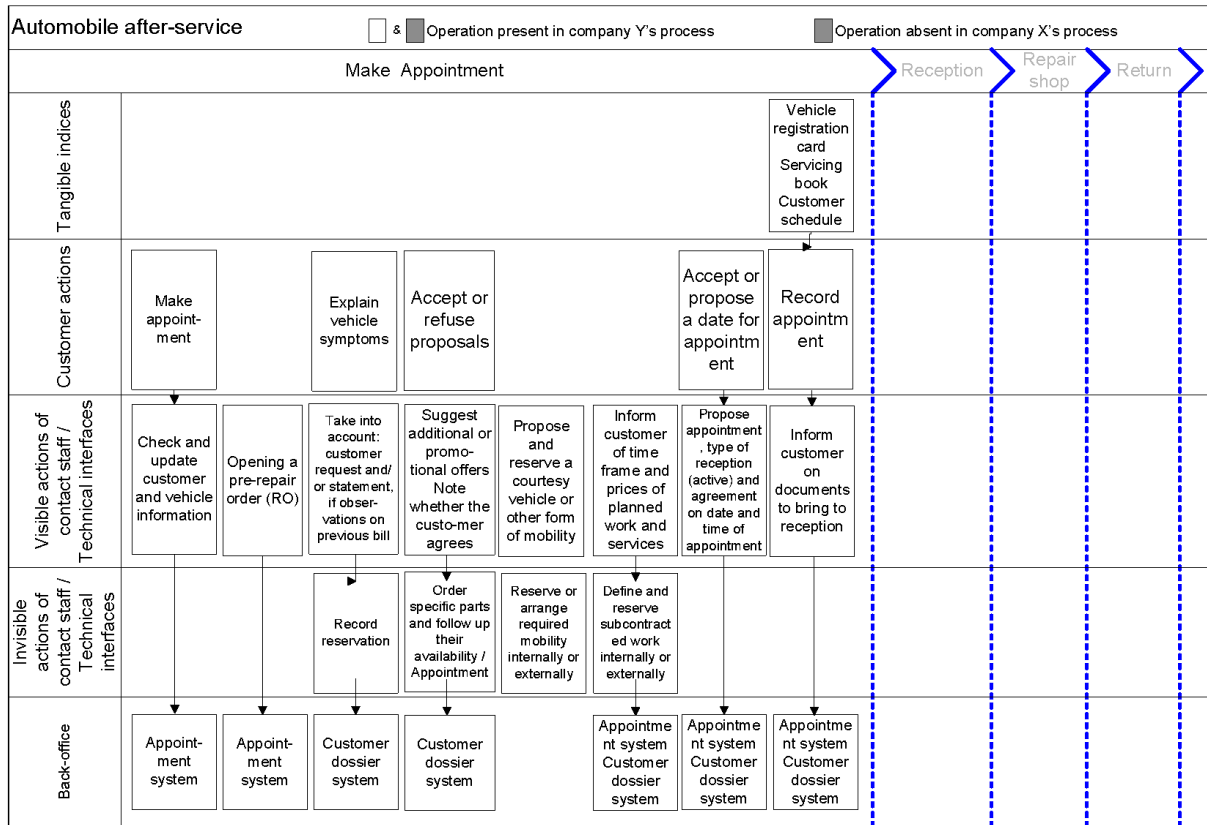 Automobile after-service
& Operation present in company Y's process
Operation absent in company X's process
Make Appointment
Reception
Repair
shop
Return
Tangible indices
Vehicle
registration
card
Servicing
book
Customer
schedule
Customer actions
Make
appoint-
ment
Explain
vehicle
symptoms
Accept or
refuse
proposals
Accept or
propose
a date for
appointm
ent
Record
appointm
ent
Visible actions of
contact staff /
Technical interfaces
Check and
update
customer
and vehicle
information
Opening a
pre-repair
order (RO)
Take into
account:
customer
request and/
or statement,
if obser-
vations on
previous bill
Suggest
additional or
promo-
tional offers
Note
whether the
custo-mer
agrees
Propose
and
reserve a
courtesy
vehicle or
other form
of mobility
Inform
customer
of time
frame and
prices of
planned
work and
services
Propose
appointment
, type of
reception
(active) and
agreement
on date and
time of
appointment
Inform
customer
on
documents
to bring to
reception
Invisible
actions of
contact staff /
Technical
interfaces
Record
reservation
Order
specific parts
and follow up
their
availability /
Appointment
Reserve or
arrange
required
mobility
internally or
externally
Define and
reserve
subcontract
ed work
internally or
externally
Back-office
Appoint-
ment
system
Appoint-
ment
system
Customer
dossier
system
Customer
dossier
system
Appointme
nt system
Customer
dossier
system
Appointme
nt system
Customer
dossier
system
Appointme
nt system
Customer
dossier
system